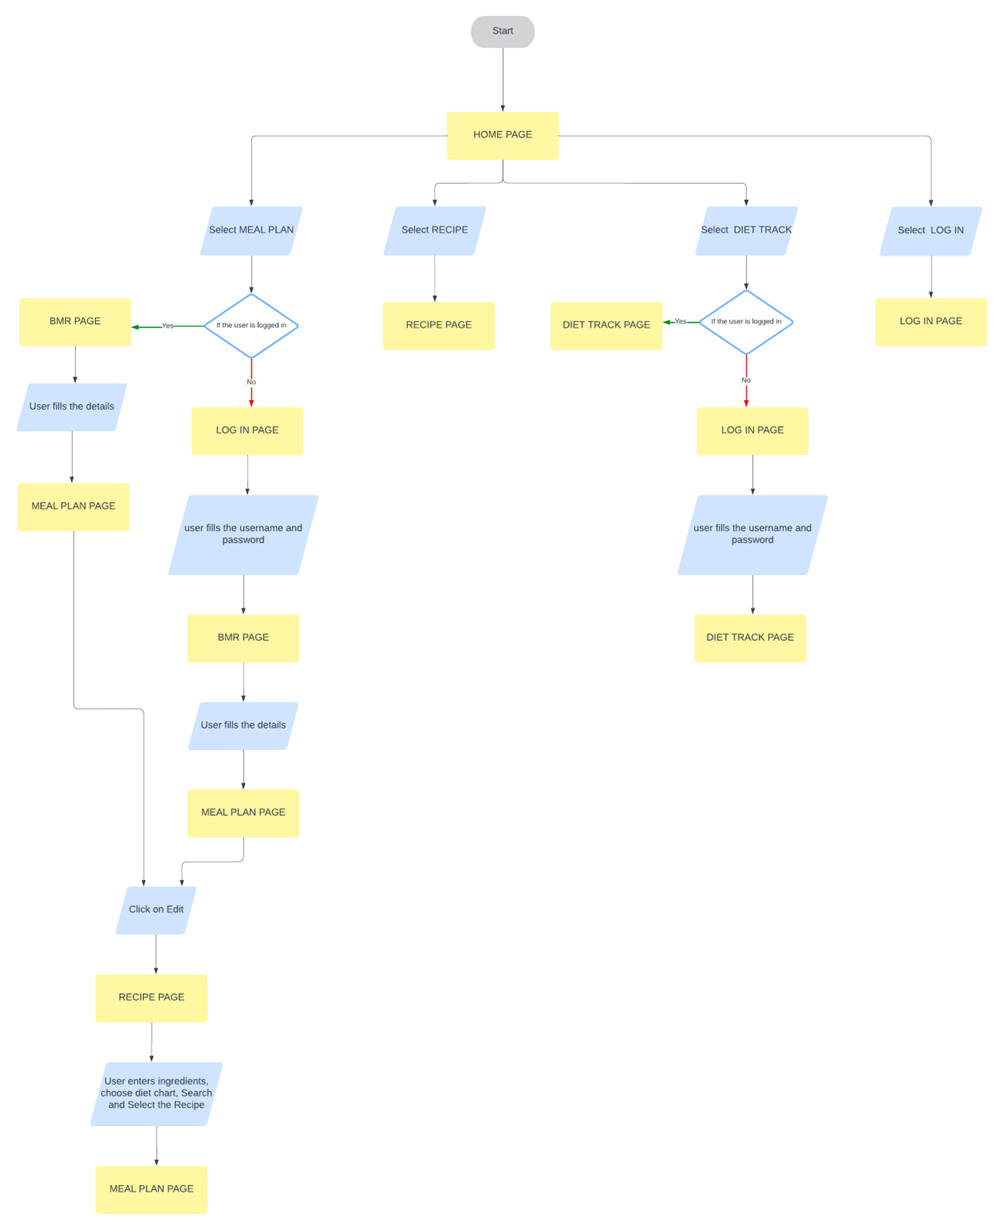 Start
HOME PAGE
Select MEAL PLAN
Select RECIPE
Select  DIET TRACK
Select  LOG IN
BMR PAGE
Yes
If the user is logged in
RECIPE PAGE
DIET TRACK PAGE
Yes
If the user is logged in
LOG IN PAGE
No
No
User fills the details
LOG IN PAGE
LOG IN PAGE
MEAL PLAN PAGE
user fills the username and
password
user fills the username and
password
BMR PAGE
DIET TRACK PAGE
User fills the details
MEAL PLAN PAGE
Click on Edit
RECIPE PAGE
User enters ingredients,
choose diet chart, Search
and Select the Recipe
MEAL PLAN PAGE